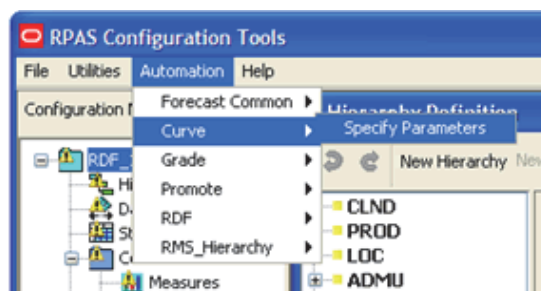 RPAS Configuration Tools
File Utilities Automation Help
Configuration
Forecast Common
Hierarchy Definition
Curve
Specify Parameters
Grade
New Hierarchy
Promote
RDF
RMS_Hierarchy
RDF_
Measures
CLND
PROD
LOC
ADMU